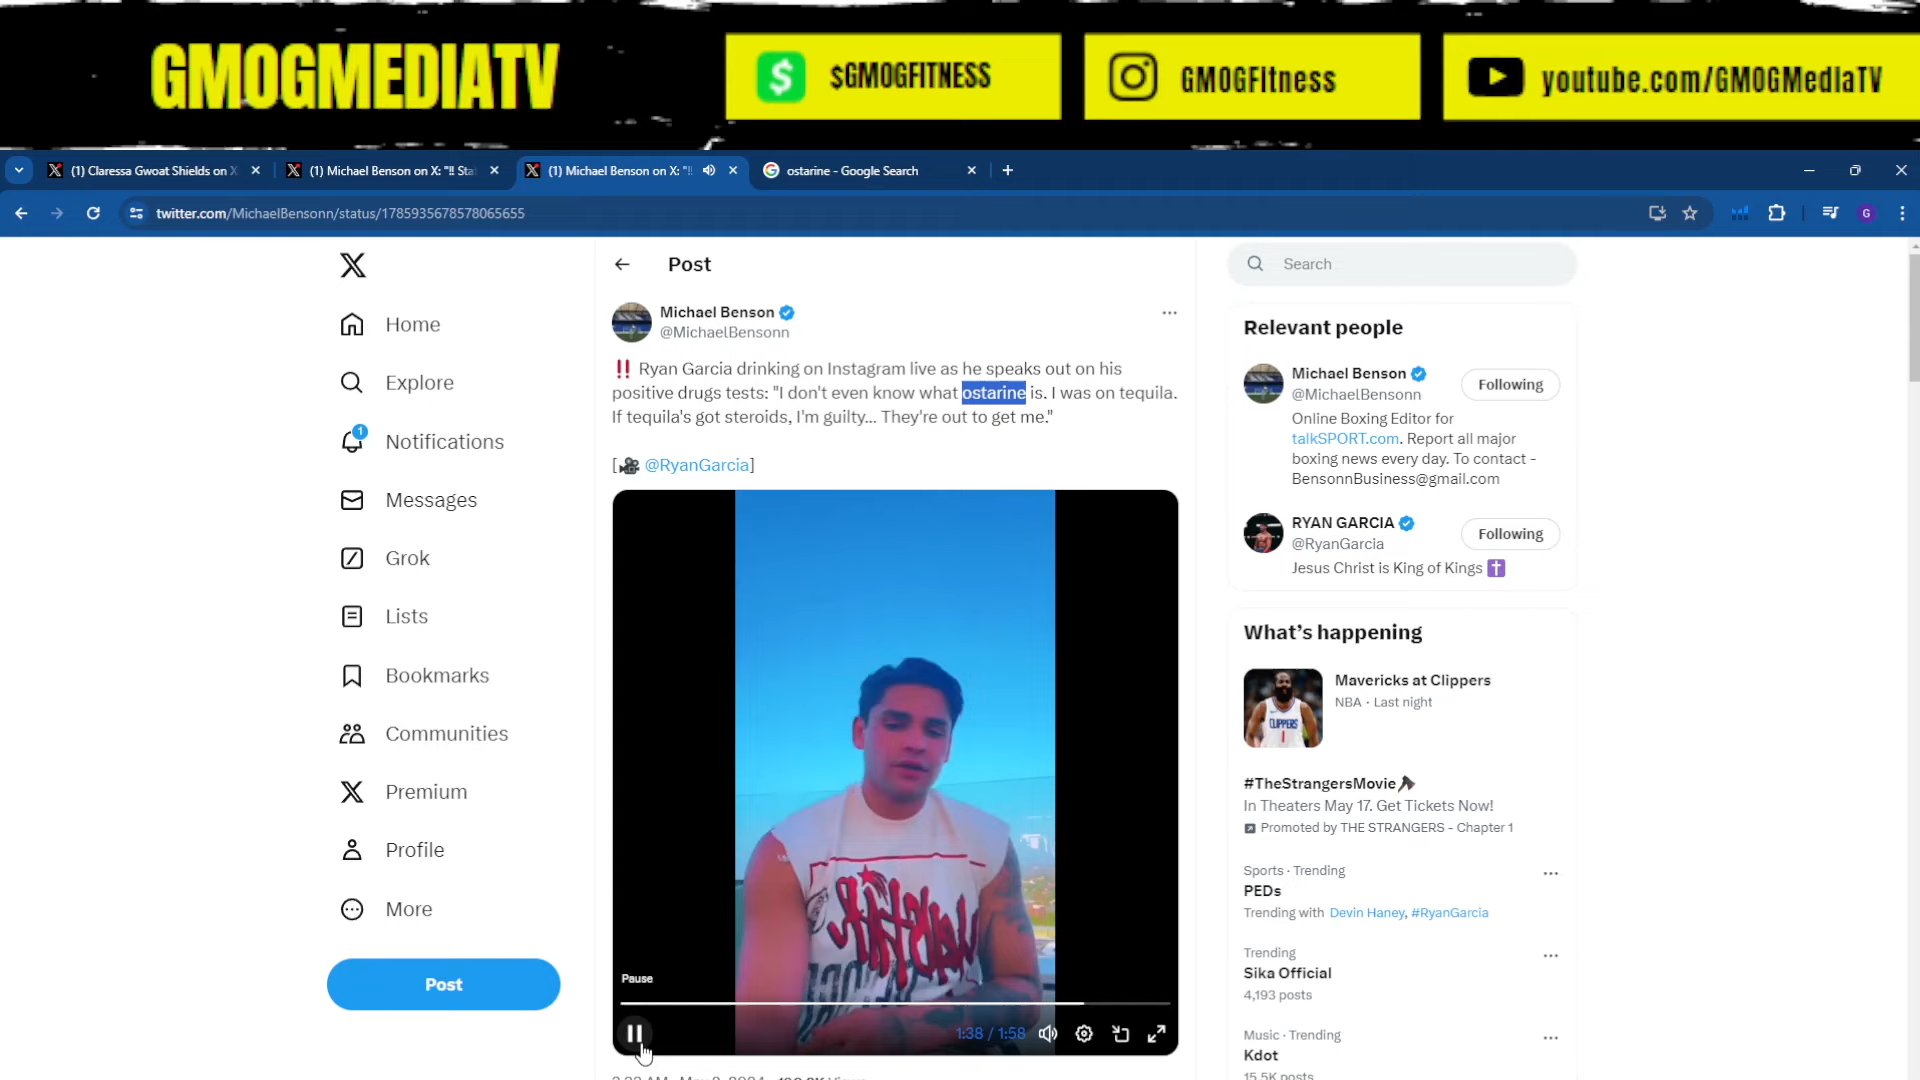 GMOGMEDIATV
$GMOGFITNESS
GMOGFitness
youtube.com/GMOGMediaTV
(1) Claressa Gwoat Shields on X
(1) Michael Benson on X: "‼ Sta
(1) Michael Benson on X: "‼
ostarine - Google Search
twitter.com/MichaelBensonn/status/1785935678578065655
G
Home
Explore
1
Notifications
Messages
Grok
Lists
Bookmarks
Communities
Premium
Profile
More
Post
Post
Michael Benson
@MichaelBensonn
‼ Ryan Garcia drinking on Instagram live as he speaks out on his
positive drugs tests: "I don't even know what ostarine is. I was on tequila.
If tequila's got steroids, I'm guilty... They're out to get me."
[🎥 @RyanGarcia]
Pause
1:38 / 1:58
Search
Relevant people
Michael Benson
@MichaelBensonn
Following
Online Boxing Editor for
talkSPORT.com. Report all major
boxing news every day. To contact -
BensonnBusiness@gmail.com
RYAN GARCIA
@RyanGarcia
Following
Jesus Christ is King of Kings ✝
What's happening
CLIPPERS
1
Mavericks at Clippers
NBA · Last night
#TheStrangersMovie
In Theaters May 17. Get Tickets Now!
Promoted by THE STRANGERS - Chapter 1
Sports · Trending
PEDs
Trending with Devin Haney, #RyanGarcia
Trending
Sika Official
4,193 posts
Music · Trending
Kdot
15.5K posts